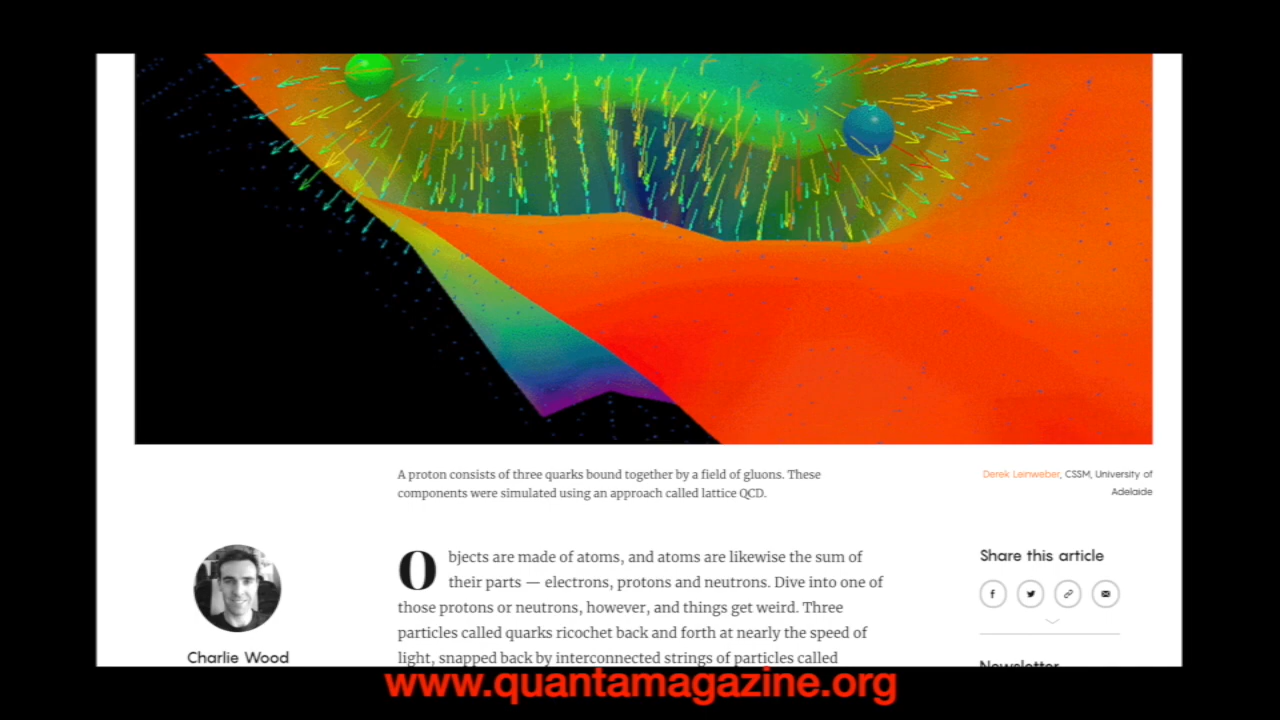 A proton consists of three quarks bound together by a field of gluons. These
components were simulated using an approach called lattice QCD.
Derek Leinweber, CSSM, University of
Adelaide
Objects are made of atoms, and atoms are likewise the sum of
their parts — electrons, protons and neutrons. Dive into one of
those protons or neutrons, however, and things get weird. Three
particles called quarks ricochet back and forth at nearly the speed of
light, snapped back by interconnected strings of particles called
Charlie Wood
Share this article
Newsletter
www.quantamagazine.org